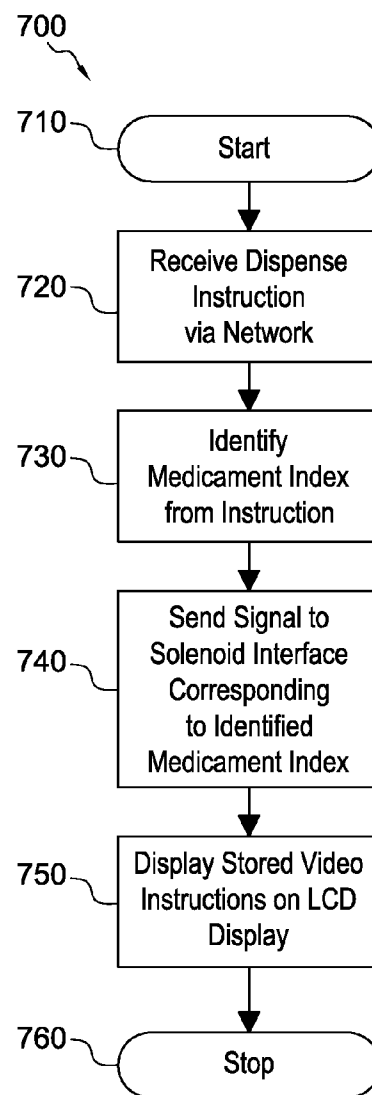 700
710
Start
720
Receive Dispense
Instruction
via Network
730
Identify
Medicament Index
from Instruction
740
Send Signal to
Solenoid Interface
Corresponding
to Identified
Medicament Index
750
Display Stored Video
Instructions on LCD
Display
760
Stop